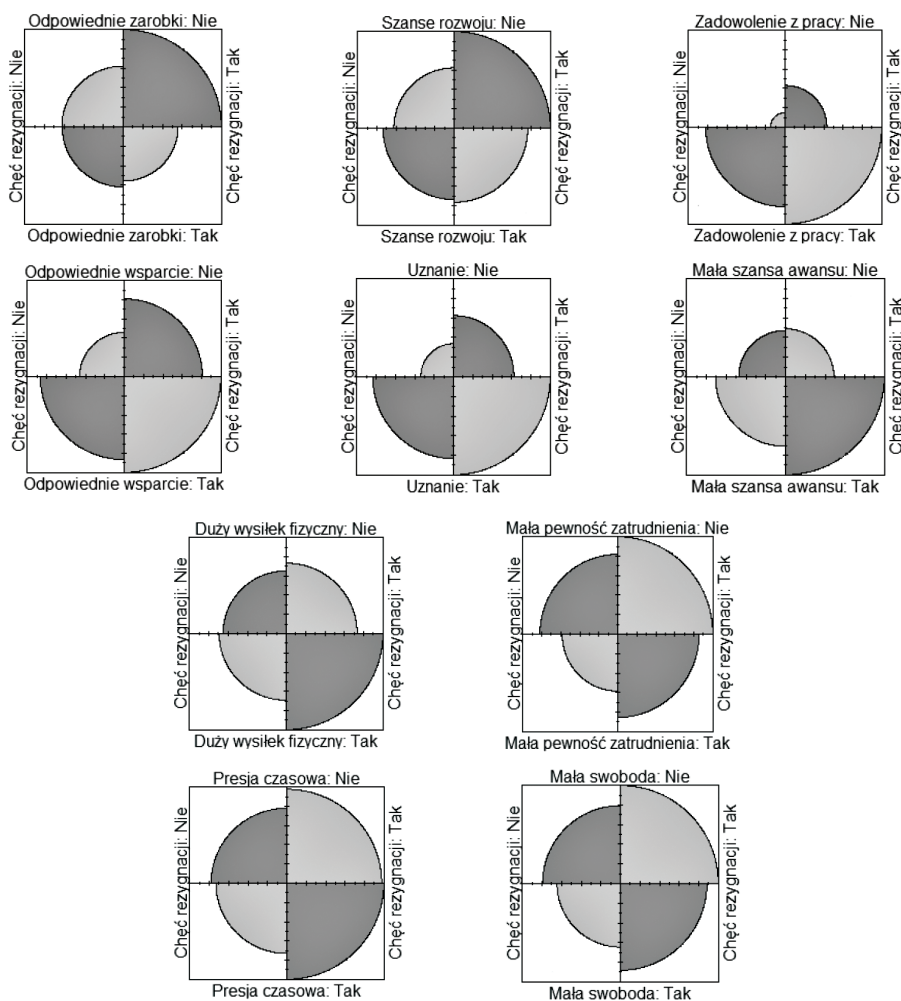 Odpowiednie zarobki: Nie
Chęć rezygnacji: Nie
Chęć rezygnacji: Tak
Odpowiednie zarobki: Tak
Szanse rozwoju: Nie
Chęć rezygnacji: Nie
Chęć rezygnacji: Tak
Szanse rozwoju: Tak
Zadowolenie z pracy: Nie
Chęć rezygnacji: Nie
Chęć rezygnacji: Tak
Zadowolenie z pracy: Tak
Odpowiednie wsparcie: Nie
Chęć rezygnacji: Nie
Chęć rezygnacji: Tak
Odpowiednie wsparcie: Tak
Uznanie: Nie
Chęć rezygnacji: Nie
Chęć rezygnacji: Tak
Uznanie: Tak
Mała szansa awansu: Nie
Chęć rezygnacji: Nie
Chęć rezygnacji: Tak
Mała szansa awansu: Tak
Duży wysiłek fizyczny: Nie
Chęć rezygnacji: Nie
Chęć rezygnacji: Tak
Duży wysiłek fizyczny: Tak
Mała pewność zatrudnienia: Nie
Chęć rezygnacji: Nie
Chęć rezygnacji: Tak
Mała pewność zatrudnienia: Tak
Presja czasowa: Nie
Chęć rezygnacji: Nie
Chęć rezygnacji: Tak
Presja czasowa: Tak
Mała swoboda: Nie
Chęć rezygnacji: Nie
Chęć rezygnacji: Tak
Mała swoboda: Tak